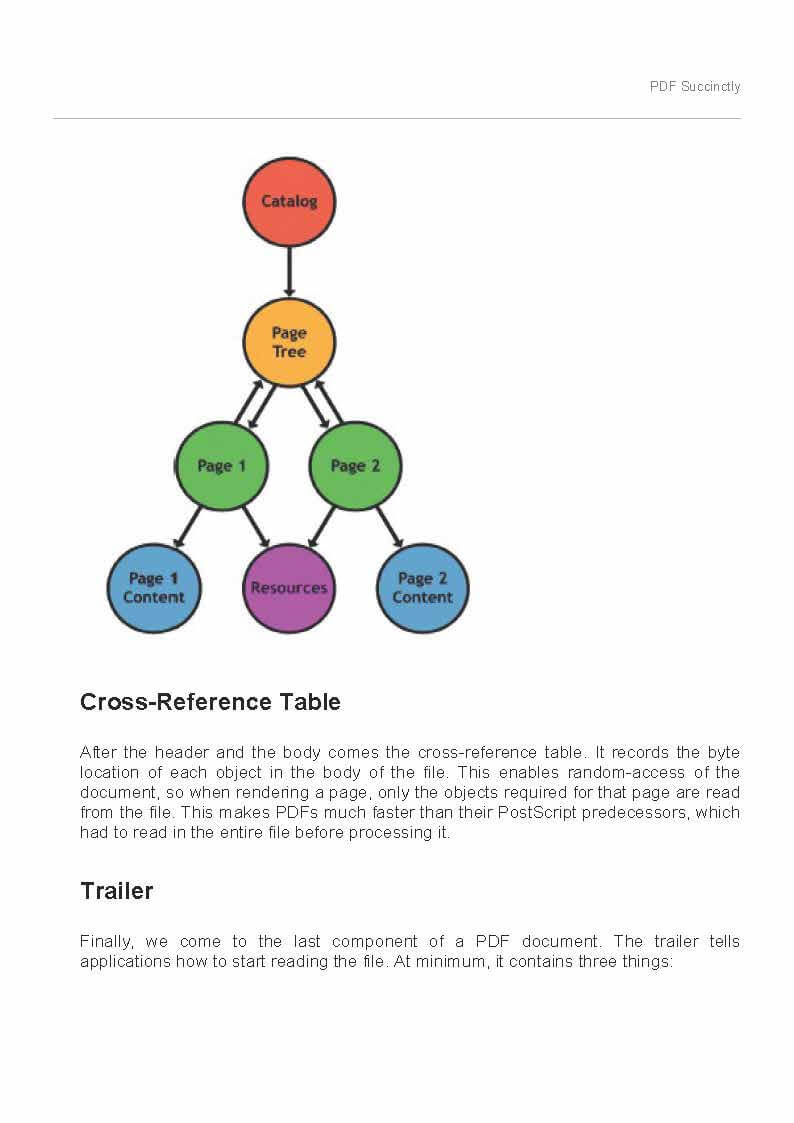 PDF Succinctly
Catalog
Page
Tree
Page 1
Page 2
Page 1
Content
Resources
Page 2
Content
Cross-Reference Table
After the header and the body comes the cross-reference table. It records the byte
location of each object in the body of the file. This enables random-access of the
document, so when rendering a page, only the objects required for that page are read
from the file. This makes PDFs much faster than their PostScript predecessors, which
had to read in the entire file before processing it.
Trailer
Finally, we come to the last component of a PDF document. The trailer tells
applications how to start reading the file. At minimum, it contains three things: